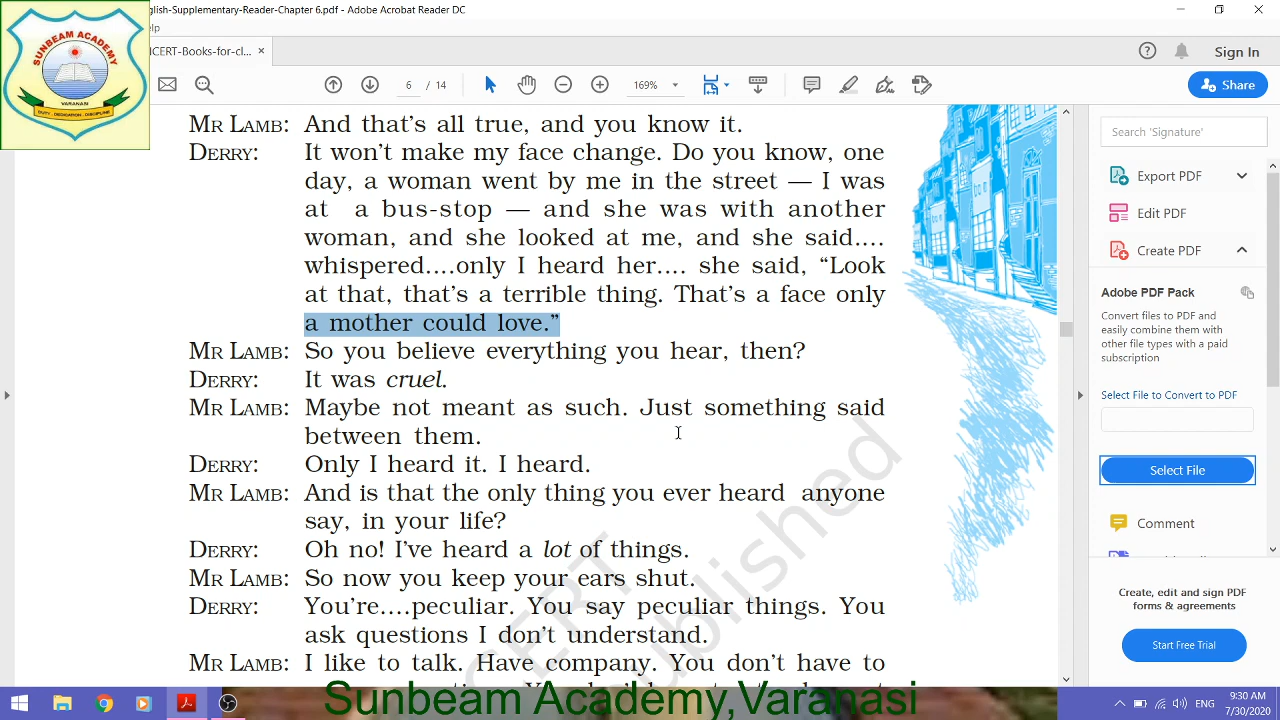 SUNBEAM ACADEMY
VARANASI
DUTY - DEDICATION - DISCIPLINE
nglish-Supplementary-Reader-Chapter 6.pdf - Adobe Acrobat Reader DC
elp
ICERT-Books-for-cl... ×
Sign In
6 / 14
169%
Share
MR LAMB: And that's all true, and you know it.
DERRY: It won't make my face change. Do you know, one
day, a woman went by me in the street — I was
at a bus-stop — and she was with another
woman, and she looked at me, and she said....
whispered....only I heard her.... she said, “Look
at that, that's a terrible thing. That's a face only
a mother could love.”
MR LAMB: So you believe everything you hear, then?
DERRY: It was cruel.
MR LAMB: Maybe not meant as such. Just something said
between them.
DERRY: Only I heard it. I heard.
MR LAMB: And is that the only thing you ever heard anyone
say, in your life?
DERRY: Oh no! I've heard a lot of things.
MR LAMB: So now you keep your ears shut.
DERRY: You're....peculiar. You say peculiar things. You
ask questions I don't understand.
MR LAMB: I like to talk. Have company. You don't have to
Search 'Signature'
Export PDF
Edit PDF
Create PDF
Adobe PDF Pack
Convert files to PDF and
easily combine them with
other file types with a paid
subscription
Select File to Convert to PDF
Select File
Comment
Create, edit and sign PDF
forms & agreements
Start Free Trial
Sunbeam Academy,Varanasi
ENG
9:30 AM
7/30/2020